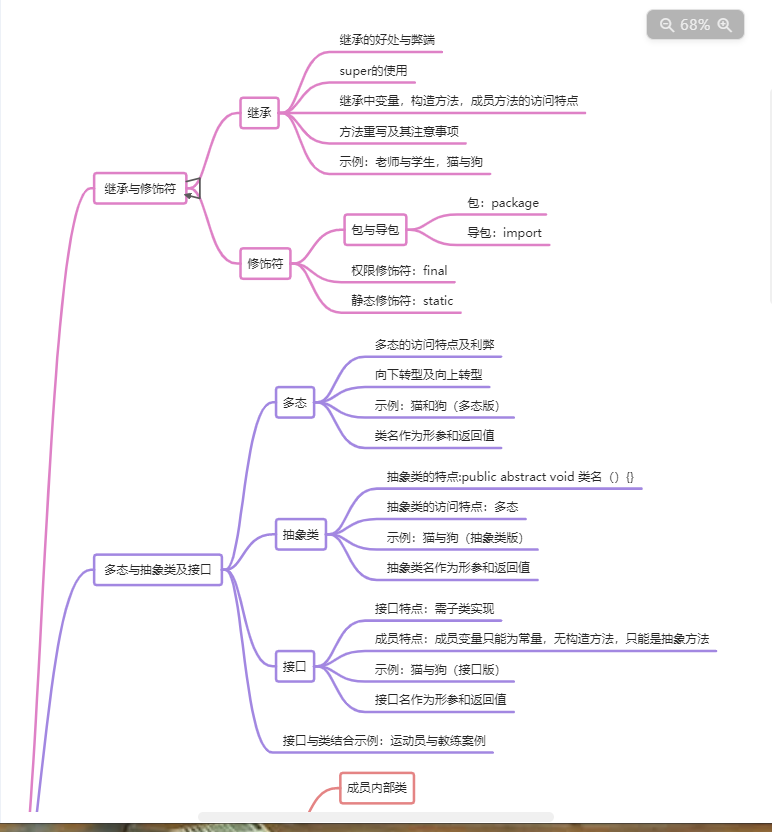 68%
继承与修饰符
继承
继承的好处与弊端
super的使用
继承中变量，构造方法，成员方法的访问特点
方法重写及其注意事项
示例：老师与学生，猫与狗
修饰符
包与导包
包：package
导包：import
权限修饰符：final
静态修饰符：static
多态与抽象类及接口
多态
多态的访问特点及利弊
向下转型及向上转型
示例：猫和狗（多态版）
类名作为形参和返回值
抽象类
抽象类的特点:public abstract void 类名（）{}
抽象类的访问特点：多态
示例：猫与狗（抽象类版）
抽象类名作为形参和返回值
接口
接口特点：需子类实现
成员特点：成员变量只能为常量，无构造方法，只能是抽象方法
示例：猫与狗（接口版）
接口名作为形参和返回值
接口与类结合示例：运动员与教练案例
成员内部类